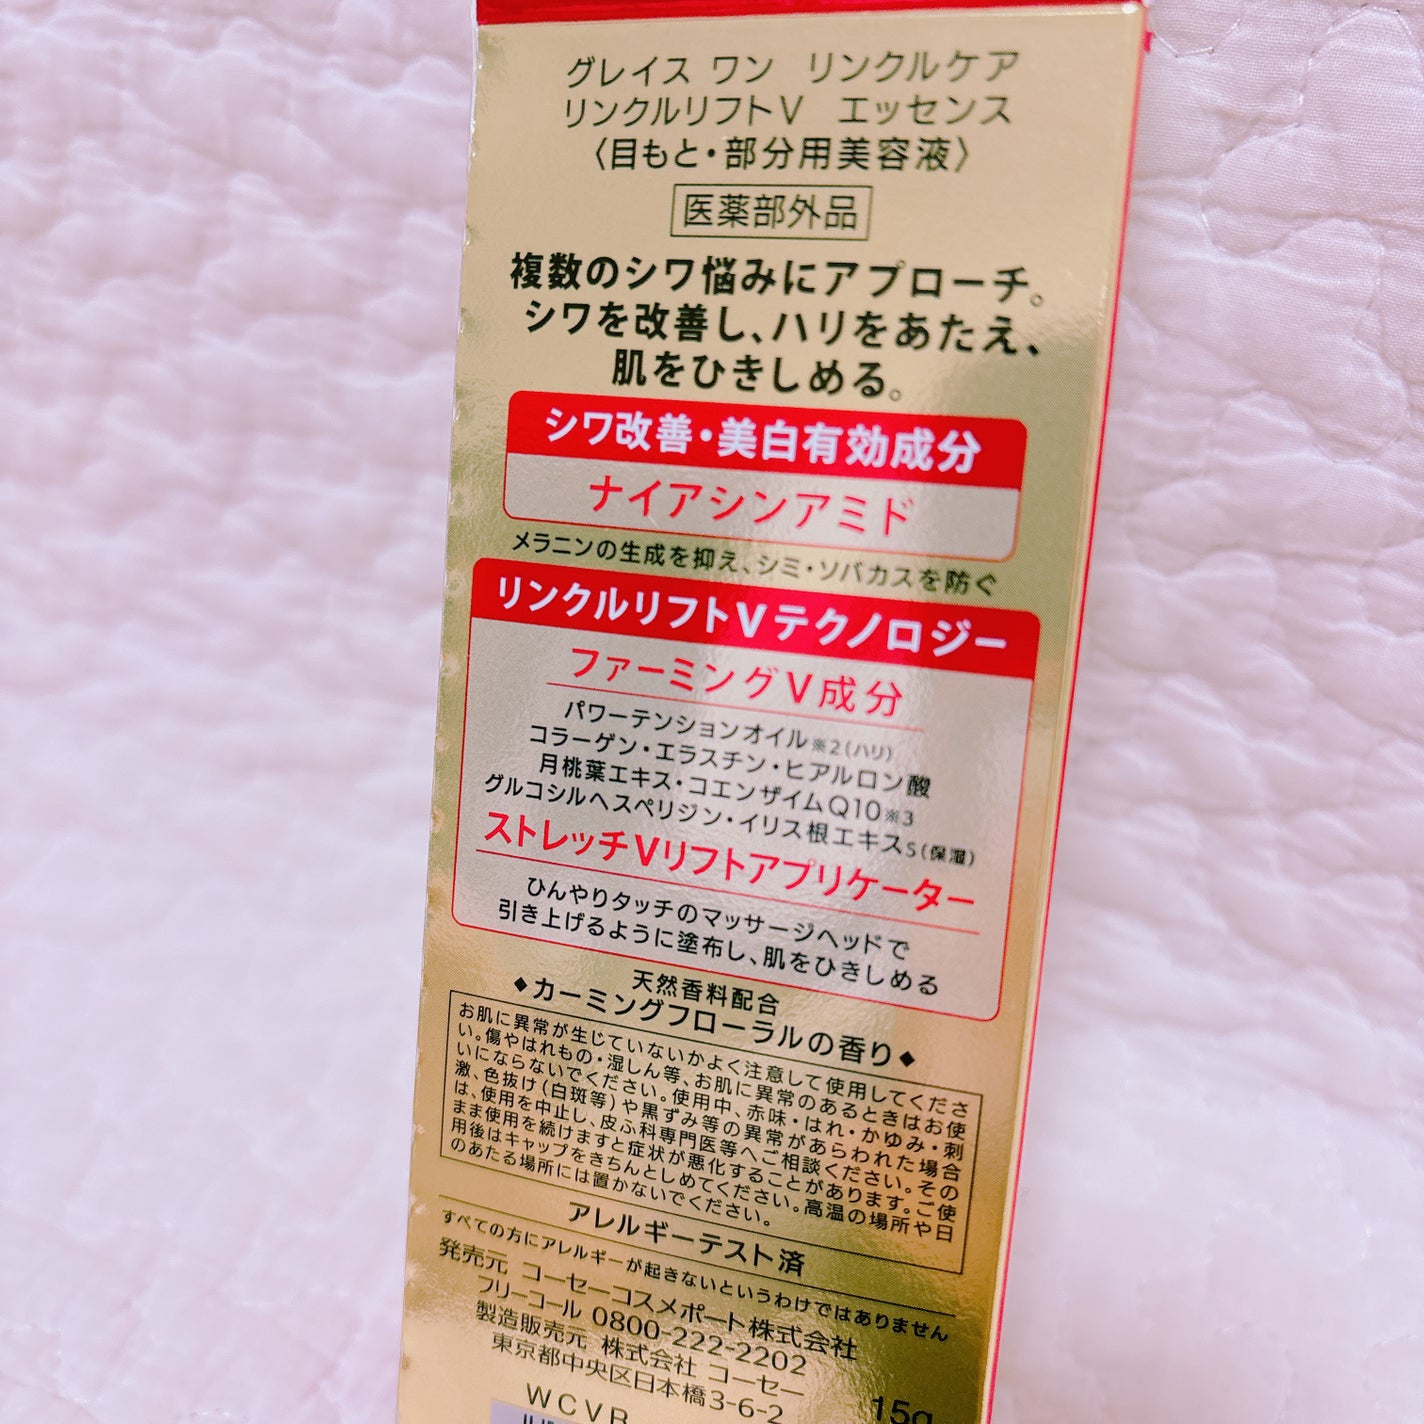 グレイス ワン リンクルケア
リンクルリフトV エッセンス
〈目もと・部分用美容液〉
医薬部外品
複数のシワ悩みにアプローチ。
シワを改善し、ハリをあたえ、
肌をひきしめる。
シワ改善・美白有効成分
ナイアシンアミド
メラニンの生成を抑え、シミ・ソバカスを防ぐ
リンクルリフトVテクノロジー
ファーミングV成分
パワーテンションオイル※2(ハリ)
コラーゲン・エラスチン・ヒアルロン酸
月桃葉エキス・コエンザイムQ10※3
グルコシルヘスペリジン・イリス根エキスS(保湿)
ストレッチVリフトアプリケーター
ひんやりタッチのマッサージヘッドで
引き上げるように塗布し、肌をひきしめる
天然香料配合
◆カーミングフローラルの香り◆
お肌に異常が生じていないかよく注意して使用してくださ
い。傷やはれもの・湿しん等、お肌に異常のあるときはお使
いにならないでください。使用中、赤味・はれ・かゆみ・刺
激、色抜け(白斑等)や黒ずみ等の異常があらわれた場合
は、使用を中止し、皮ふ科専門医等へご相談ください。その
まま使用を続けますと症状が悪化することがあります。ご使
用後はキャップをきちんとしめてください。高温の場所や日
のあたる場所には置かないでください。
アレルギーテスト済
すべての方にアレルギーが起きないというわけではありません
発売元 コーセーコスメポート株式会社
フリーコール 0800-222-2202
製造販売元 株式会社 コーセー
東京都中央区日本橋3-6-2
WCVR
15g